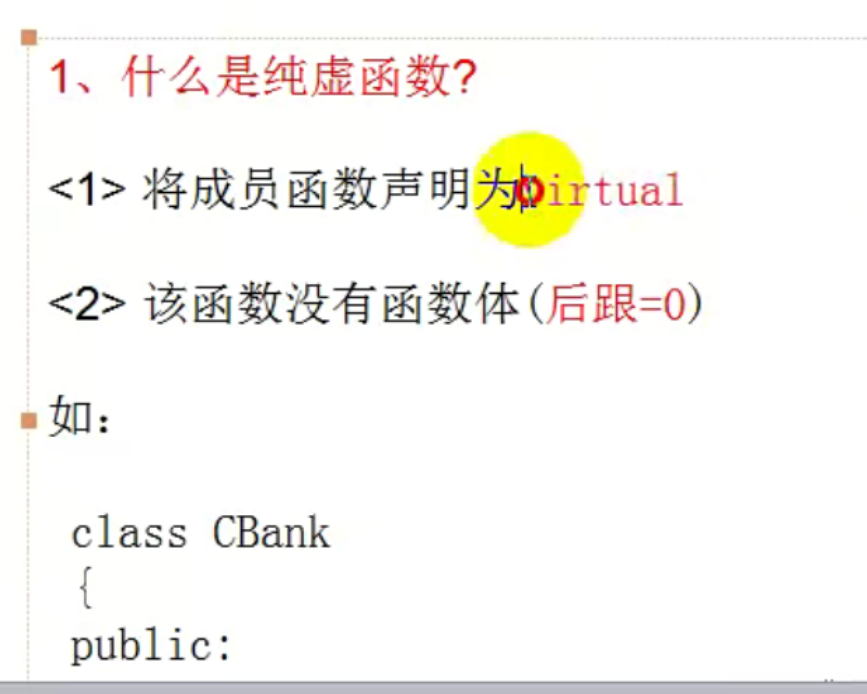 1、什么是纯虚函数?
<1> 将成员函数声明为virtual
<2> 该函数没有函数体(后跟=0)
如:
class CBank
{
public: